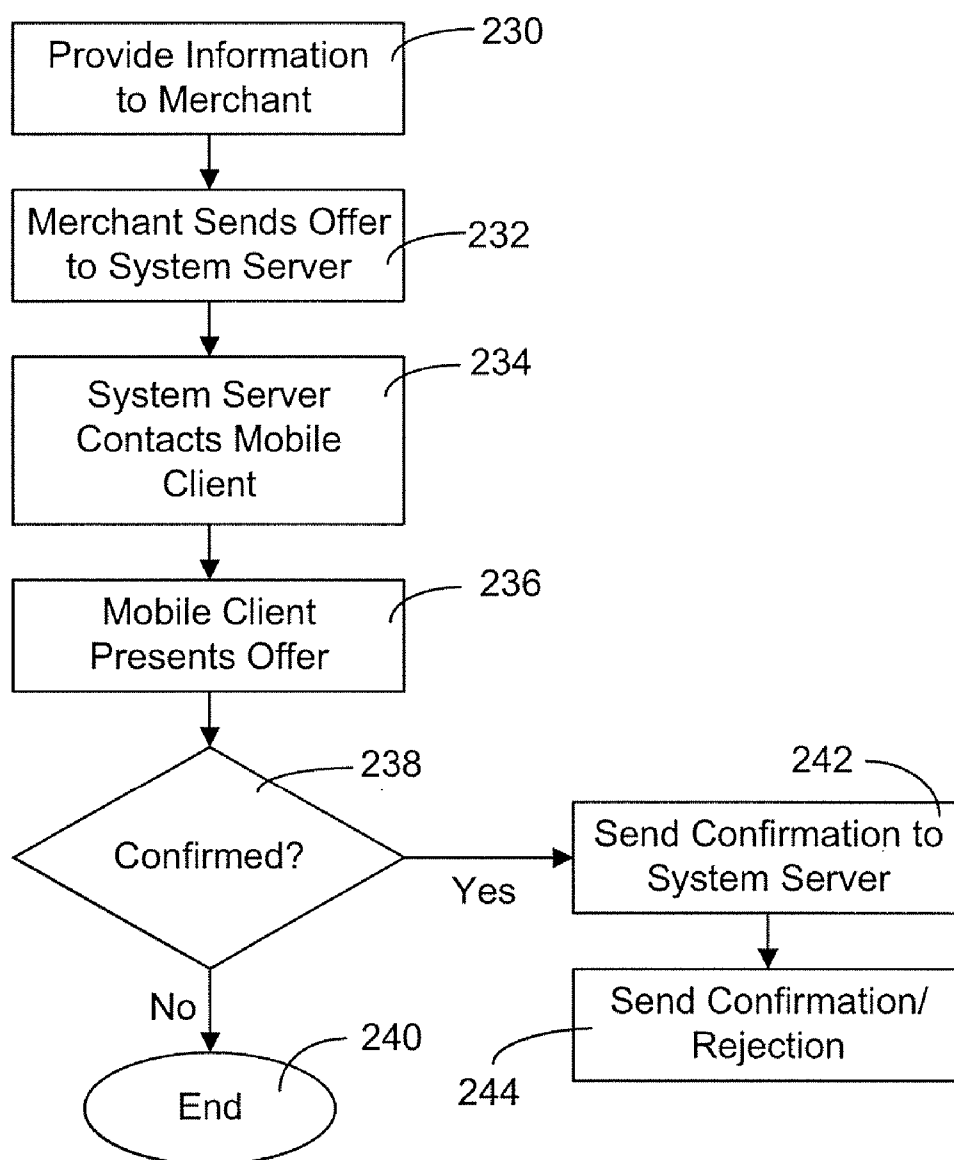 230
Provide Information
to Merchant
Merchant Sends Offer
to System Server
232
234
System Server
Contacts Mobile
Client
236
Mobile Client
Presents Offer
238
Confirmed?
Yes
242
Send Confirmation to
System Server
No
Send Confirmation/
Rejection
240
244
End